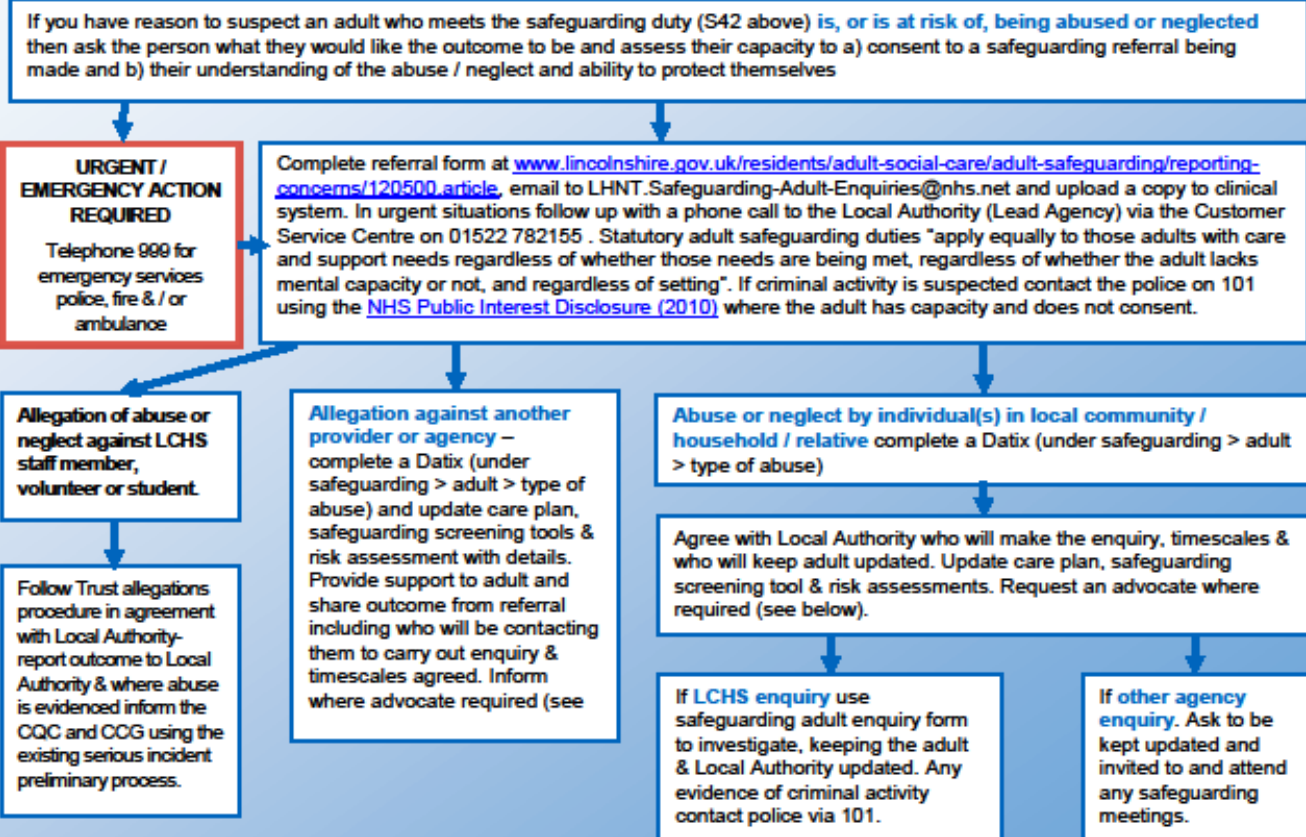 If you have reason to suspect an adult who meets the safeguarding duty (S42 above) is, or is at risk of, being abused or neglected
then ask the person what they would like the outcome to be and assess their capacity to a) consent to a safeguarding referral being
made and b) their understanding of the abuse / neglect and ability to protect themselves
URGENT /
EMERGENCY ACTION
REQUIRED
Telephone 999 for
emergency services
police, fire & / or
ambulance
Complete referral form at www.lincolnshire.gov.uk/residents/adult-social-care/adult-safeguarding/reporting-
concerns/120500.article, email to LHNT.Safeguarding-Adult-Enquiries@nhs.net and upload a copy to clinical
system. In urgent situations follow up with a phone call to the Local Authority (Lead Agency) via the Customer
Service Centre on 01522 782155 . Statutory adult safeguarding duties "apply equally to those adults with care
and support needs regardless of whether those needs are being met, regardless of whether the adult lacks
mental capacity or not, and regardless of setting". If criminal activity is suspected contact the police on 101
using the NHS Public Interest Disclosure (2010) where the adult has capacity and does not consent.
Allegation of abuse or
neglect against LCHS
staff member,
volunteer or student.
Follow Trust allegations
procedure in agreement
with Local Authority-
report outcome to Local
Authority & where abuse
is evidenced inform the
CQC and CCG using the
existing serious incident
preliminary process.
Allegation against another
provider or agency –
complete a Datix (under
safeguarding > adult > type of
abuse) and update care plan,
safeguarding screening tools &
risk assessment with details.
Provide support to adult and
share outcome from referral
including who will be contacting
them to carry out enquiry &
timescales agreed. Inform
where advocate required (see
Abuse or neglect by individual(s) in local community /
household / relative complete a Datix (under safeguarding > adult
> type of abuse)
Agree with Local Authority who will make the enquiry, timescales &
who will keep adult updated. Update care plan, safeguarding
screening tool & risk assessments. Request an advocate where
required (see below).
If LCHS enquiry use
safeguarding adult enquiry form
to investigate, keeping the adult
& Local Authority updated. Any
evidence of criminal activity
contact police via 101.
If other agency
enquiry. Ask to be
kept updated and
invited to and attend
any safeguarding
meetings.